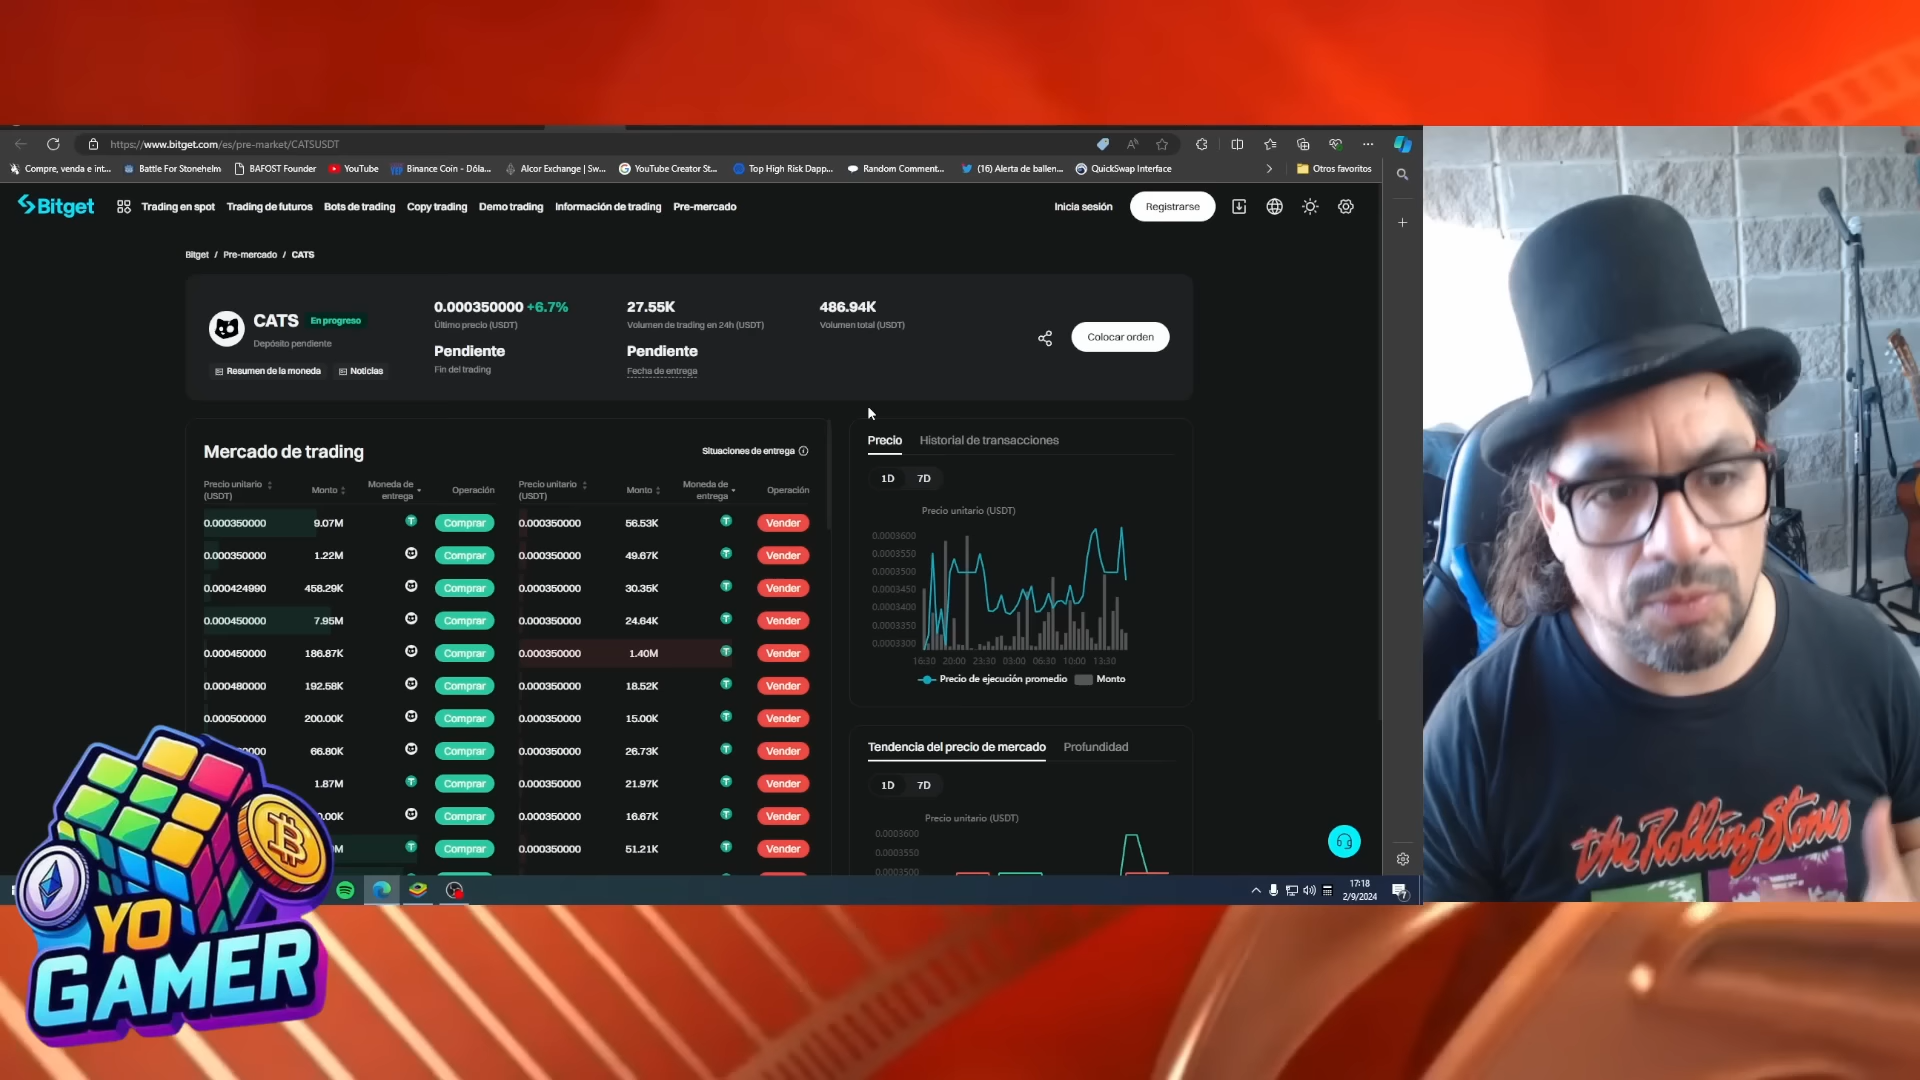 https://www.bitget.com/es/pre-market/CATSUSDT
Compre, venda e int... Battle For Stonehelm BAFOST Founder YouTube Binance Coin - Dóla... Alcor Exchange | Sw... YouTube Creator St... Top High Risk Dapp... Random Comment... (16) Alerta de ballen... QuickSwap Interface Otros favoritos
Bitget Trading en spot Trading de futuros Bots de trading Copy trading Demo trading Información de trading Pre-mercado Inicia sesión Registrarse
Bitget / Pre-mercado / CATS
CATS En progreso
Depósito pendiente
Resumen de la moneda Noticias
0.000350000 +6.7%
Último precio (USDT)
Pendiente
Fin del trading
27.55K
Volumen de trading en 24h (USDT)
Pendiente
Fecha de entrega
486.94K
Volumen total (USDT)
Colocar orden
Mercado de trading Situaciones de entrega
Precio unitario (USDT) Monto Moneda de entrega Operación Precio unitario (USDT) Monto Moneda de entrega Operación
0.000350000 9.07M Comprar 0.000350000 56.53K Vender
0.000350000 1.22M Comprar 0.000350000 49.67K Vender
0.000424990 458.29K Comprar 0.000350000 30.35K Vender
0.000450000 7.95M Comprar 0.000350000 24.64K Vender
0.000450000 186.87K Comprar 0.000350000 1.40M Vender
0.000480000 192.58K Comprar 0.000350000 18.52K Vender
0.000500000 200.00K Comprar 0.000350000 15.00K Vender
66.80K Comprar 0.000350000 26.73K Vender
1.87M Comprar 0.000350000 21.97K Vender
Comprar 0.000350000 16.67K Vender
Comprar 0.000350000 51.21K Vender
Precio Historial de transacciones
1D 7D
Precio unitario (USDT)
0.0003600
0.0003550
0.0003500
0.0003450
0.0003400
0.0003350
0.0003300
16:30 20:00 23:30 03:00 06:30 10:00 13:30
Precio de ejecución promedio Monto
Tendencia del precio de mercado Profundidad
1D 7D
Precio unitario (USDT)
0.0003600
0.0003550
0.0003500
17:18
2/9/2024
YO
GAMER
the Rolling Stones